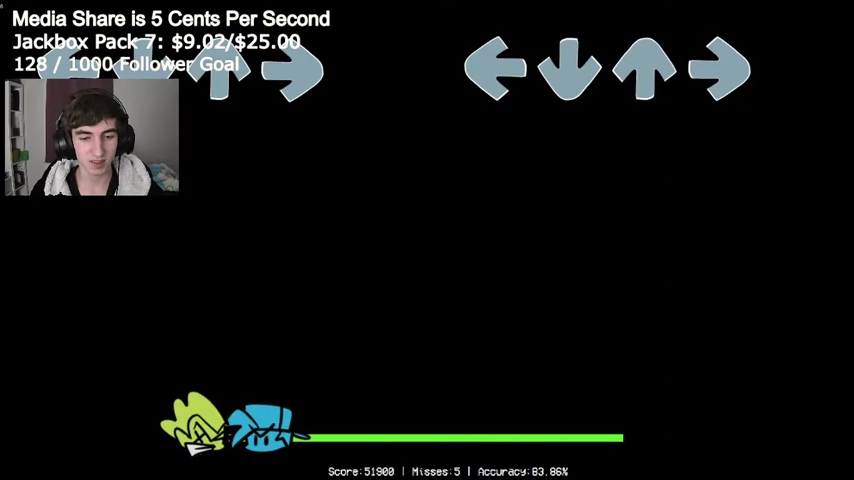 Media Share is 5 Cents Per Second
Jackbox Pack 7: $9.02/$25.00
128 / 1000 Follower Goal
Score:51900 | Misses:5 | Accuracy:83.86%